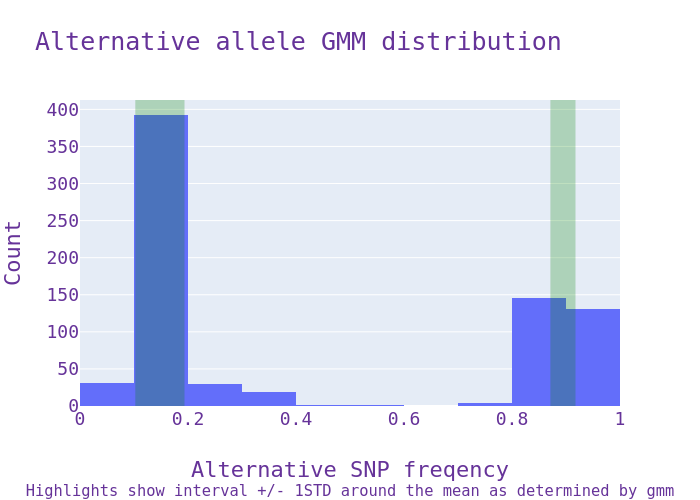 Alternative allele GMM distribution
400
350
300
250
200
150
100
50
0
Count
0 0.2 0.4 0.6 0.8 1
Alternative SNP freqency
Highlights show interval +/- 1STD around the mean as determined by gmm